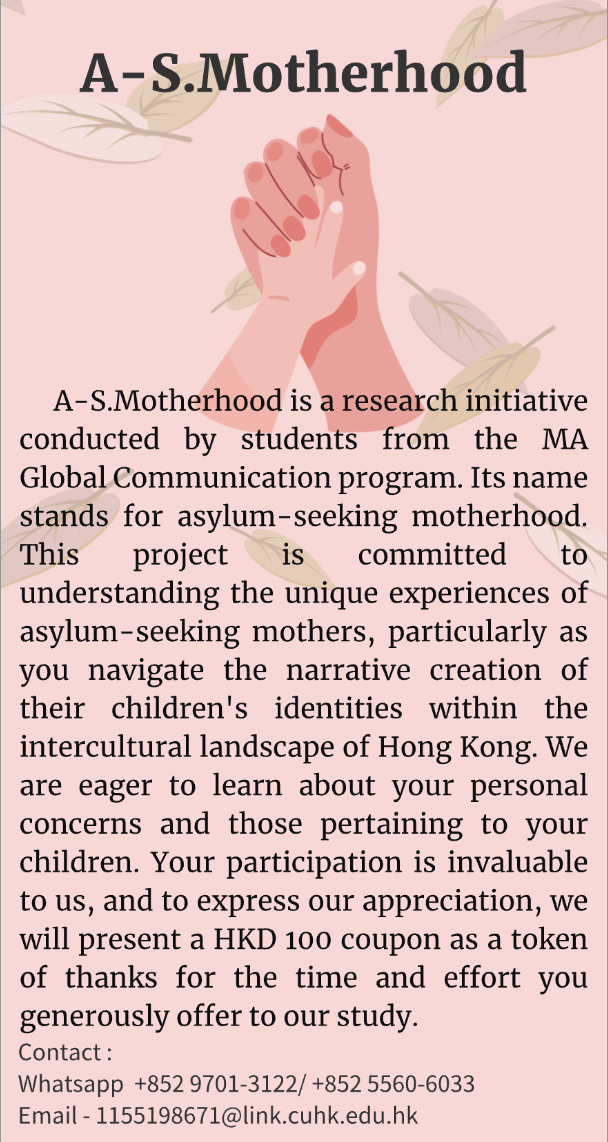 A-S.Motherhood
A-S.Motherhood is a research initiative
conducted by students from the MA
Global Communication program. Its name
stands for asylum-seeking motherhood.
This project is committed to
understanding the unique experiences of
asylum-seeking mothers, particularly as
you navigate the narrative creation of
their children's identities within the
intercultural landscape of Hong Kong. We
are eager to learn about your personal
concerns and those pertaining to your
children. Your participation is invaluable
to us, and to express our appreciation, we
will present a HKD 100 coupon as a token
of thanks for the time and effort you
generously offer to our study.
Contact :
Whatsapp +852 9701-3122/ +852 5560-6033
Email - 1155198671@link.cuhk.edu.hk